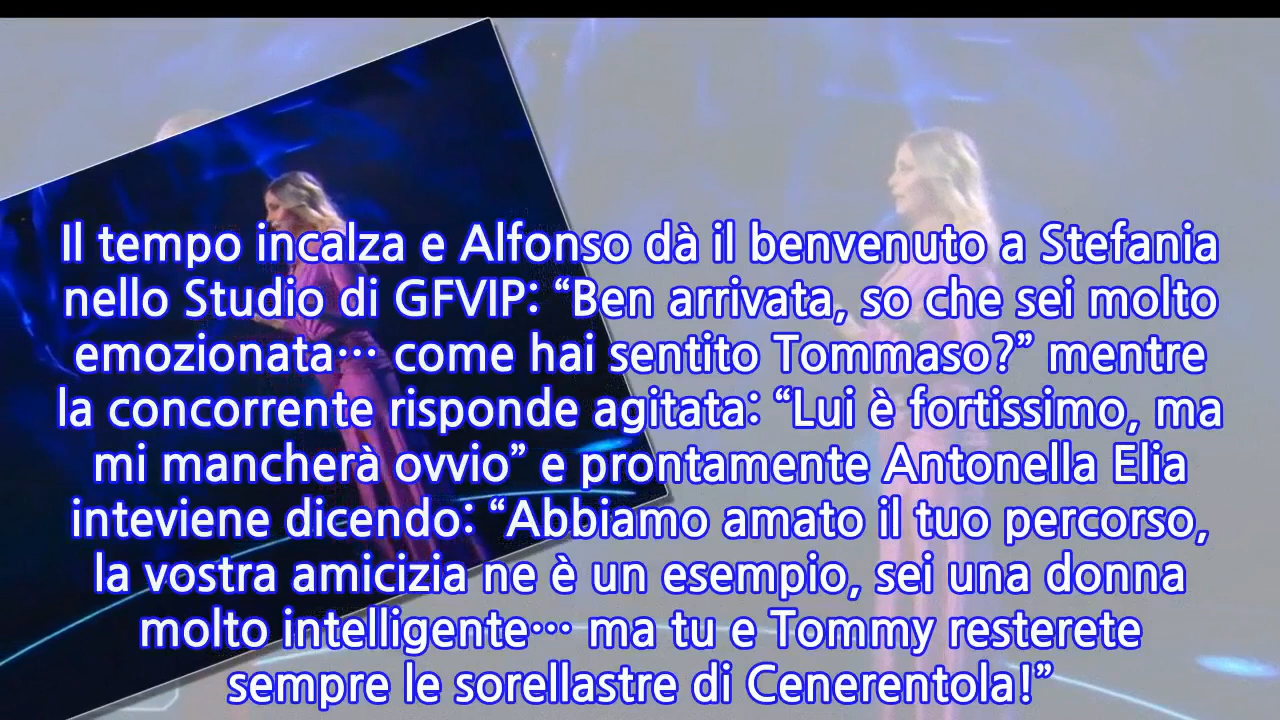 Il tempo incalza e Alfonso dà il benvenuto a Stefania
nello Studio di GFVIP: “Ben arrivata, so che sei molto
emozionata… come hai sentito Tommaso?” mentre
la concorrente risponde agitata: “Lui è fortissimo, ma
mi mancherà ovvio” e prontamente Antonella Elia
inteviene dicendo: “Abbiamo amato il tuo percorso,
la vostra amicizia ne è un esempio, sei una donna
molto intelligente… ma tu e Tommy resterete
sempre le sorellastre di Cenerentola!”